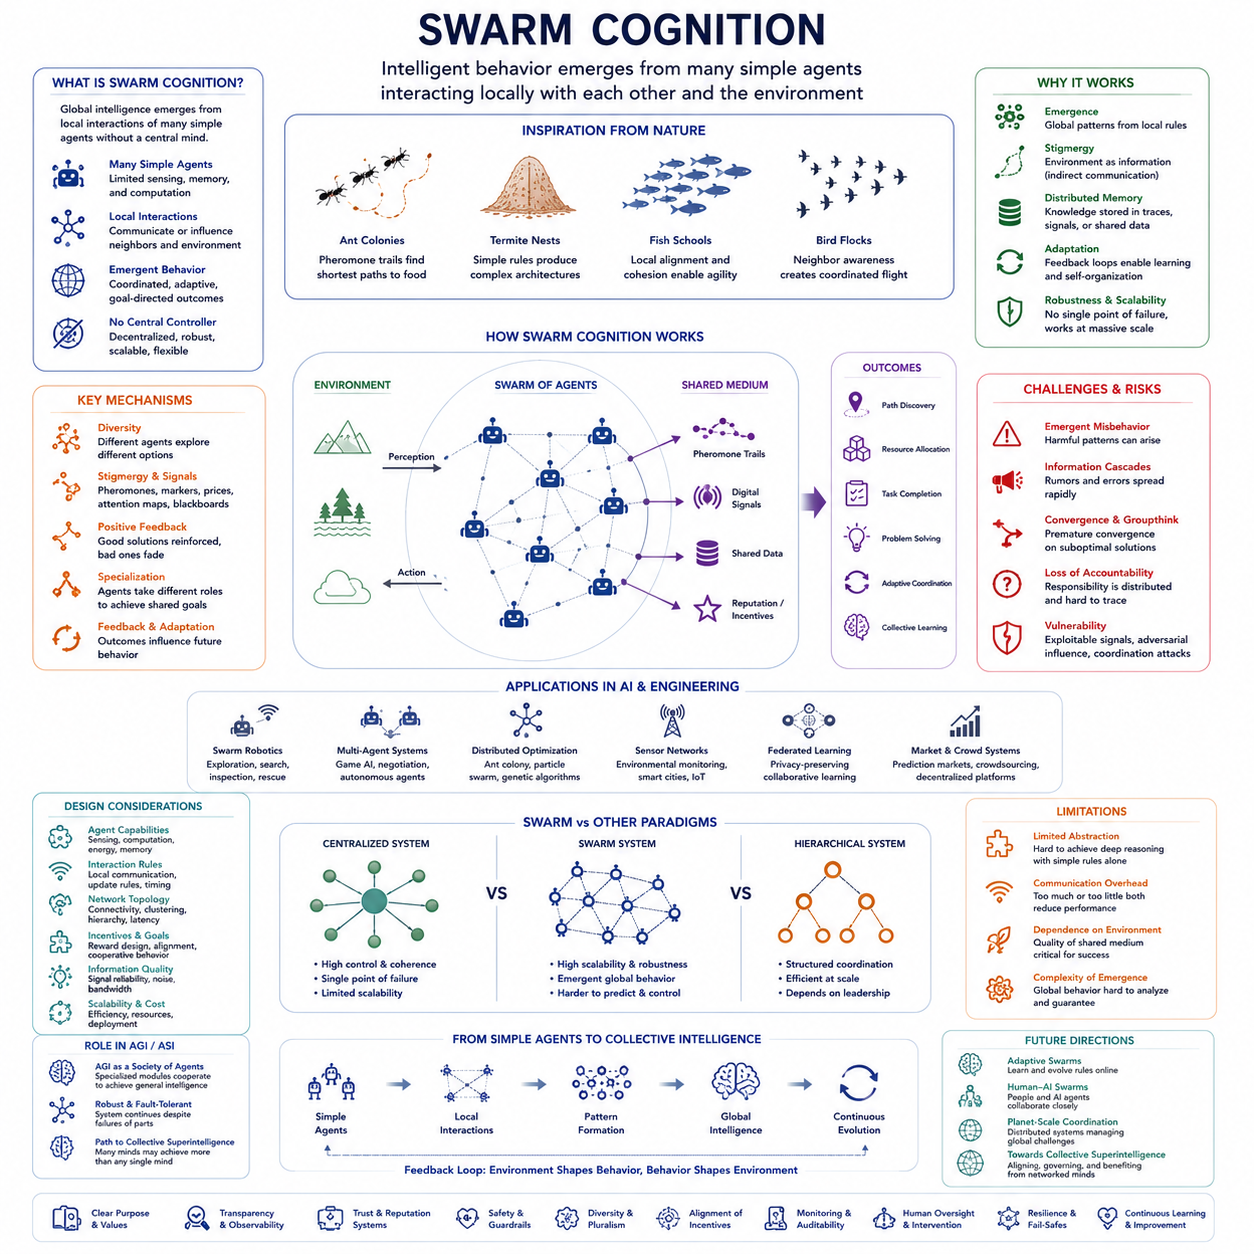 SWARM COGNITION
Intelligent behavior emerges from many simple agents
interacting locally with each other and the environment
WHAT IS SWARM COGNITION?
Global intelligence emerges from
local interactions of many simple
agents without a central mind.
Many Simple Agents
Limited sensing, memory,
and computation
Local Interactions
Communicate or influence
neighbors and environment
Emergent Behavior
Coordinated, adaptive,
goal-directed outcomes
No Central Controller
Decentralized, robust,
scalable, flexible
INSPIRATION FROM NATURE
Ant Colonies
Pheromone trails find
shortest paths to food
Termite Nests
Simple rules produce
complex architectures
Fish Schools
Local alignment and
cohesion enable agility
Bird Flocks
Neighbor awareness
creates coordinated flight
WHY IT WORKS
Emergence
Global patterns from local rules
Stigmergy
Environment as information
(indirect communication)
Distributed Memory
Knowledge stored in traces,
signals, or shared data
Adaptation
Feedback loops enable learning
and self-organization
Robustness & Scalability
No single point of failure,
works at massive scale
KEY MECHANISMS
Diversity
Different agents explore
different options
Stigmergy & Signals
Pheromones, markers, prices,
attention maps, blackboards
Positive Feedback
Good solutions reinforced,
bad ones fade
Specialization
Agents take different roles
to achieve shared goals
Feedback & Adaptation
Outcomes influence future
behavior
HOW SWARM COGNITION WORKS
ENVIRONMENT
Perception
Action
SWARM OF AGENTS
SHARED MEDIUM
Pheromone Trails
Digital
Signals
Shared Data
Reputation /
Incentives
OUTCOMES
Path Discovery
Resource Allocation
Task Completion
Problem Solving
Adaptive Coordination
Collective Learning
CHALLENGES & RISKS
Emergent Misbehavior
Harmful patterns can arise
Information Cascades
Rumors and errors spread
rapidly
Convergence & Groupthink
Premature convergence
on suboptimal solutions
Loss of Accountability
Responsibility is distributed
and hard to trace
Vulnerability
Exploitable signals, adversarial
influence, coordination attacks
APPLICATIONS IN AI & ENGINEERING
Swarm Robotics
Exploration, search,
inspection, rescue
Multi-Agent Systems
Game AI, negotiation,
autonomous agents
Distributed Optimization
Ant colony, particle
swarm, genetic algorithms
Sensor Networks
Environmental monitoring,
smart cities, IoT
Federated Learning
Privacy-preserving
collaborative learning
Market & Crowd Systems
Prediction markets, crowdsourcing,
decentralized platforms
DESIGN CONSIDERATIONS
Agent Capabilities
Sensing, computation,
energy, memory
Interaction Rules
Local communication,
update rules, timing
Network Topology
Connectivity, clustering,
hierarchy, latency
Incentives & Goals
Reward design, alignment,
cooperative behavior
Information Quality
Signal reliability, noise,
bandwidth
Scalability & Cost
Efficiency, resources,
deployment
SWARM vs OTHER PARADIGMS
CENTRALIZED SYSTEM
• High control & coherence
• Single point of failure
• Limited scalability
VS
SWARM SYSTEM
• High scalability & robustness
• Emergent global behavior
• Harder to predict & control
VS
HIERARCHICAL SYSTEM
• Structured coordination
• Efficient at scale
• Depends on leadership
LIMITATIONS
Limited Abstraction
Hard to achieve deep reasoning
with simple rules alone
Communication Overhead
Too much or too little both
reduce performance
Dependence on Environment
Quality of shared medium
critical for success
Complexity of Emergence
Global behavior hard to analyze
and guarantee
ROLE IN AGI / ASI
AGI as a Society of Agents
Specialized modules cooperate
to achieve general intelligence
Robust & Fault-Tolerant
System continues despite
failures of parts
Path to Collective Superintelligence
Many minds may achieve more
than any single mind
FROM SIMPLE AGENTS TO COLLECTIVE INTELLIGENCE
Simple
Agents
Local
Interactions
Pattern
Formation
Global
Intelligence
Continuous
Evolution
Feedback Loop: Environment Shapes Behavior, Behavior Shapes Environment
FUTURE DIRECTIONS
Adaptive Swarms
Learn and evolve rules online
Human–AI Swarms
People and AI agents
collaborate closely
Planet-Scale Coordination
Distributed systems managing
global challenges
Towards Collective Superintelligence
Aligning, governing, and benefiting
from networked minds
Clear Purpose
& Values
Transparency
& Observability
Trust & Reputation
Systems
Safety &
Guardrails
Diversity &
Pluralism
Alignment of
Incentives
Monitoring &
Auditability
Human Oversight
& Intervention
Resilience &
Fail-Safes
Continuous Learning
& Improvement